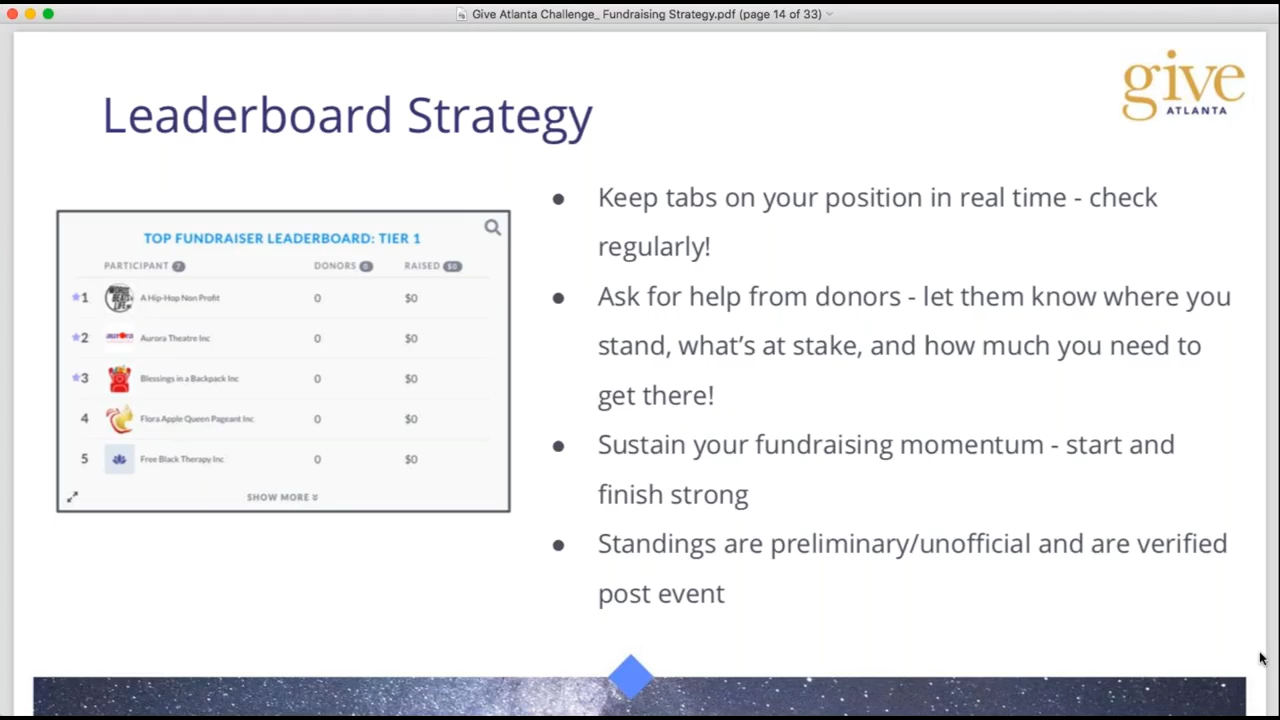 Give Atlanta Challenge_ Fundraising Strategy.pdf (page 14 of 33)
give
ATLANTA
Leaderboard Strategy
TOP FUNDRAISER LEADERBOARD: TIER 1
PARTICIPANT 7 DONORS 0 RAISED $0
1 A Hip-Hop Non Profit 0 $0
2 Aurora Theatre Inc 0 $0
3 Blessings in a Backpack Inc 0 $0
4 Flora Apple Queen Pageant Inc 0 $0
5 Free Black Therapy Inc 0 $0
SHOW MORE
● Keep tabs on your position in real time - check
regularly!
● Ask for help from donors - let them know where you
stand, what’s at stake, and how much you need to
get there!
● Sustain your fundraising momentum - start and
finish strong
● Standings are preliminary/unofficial and are verified
post event